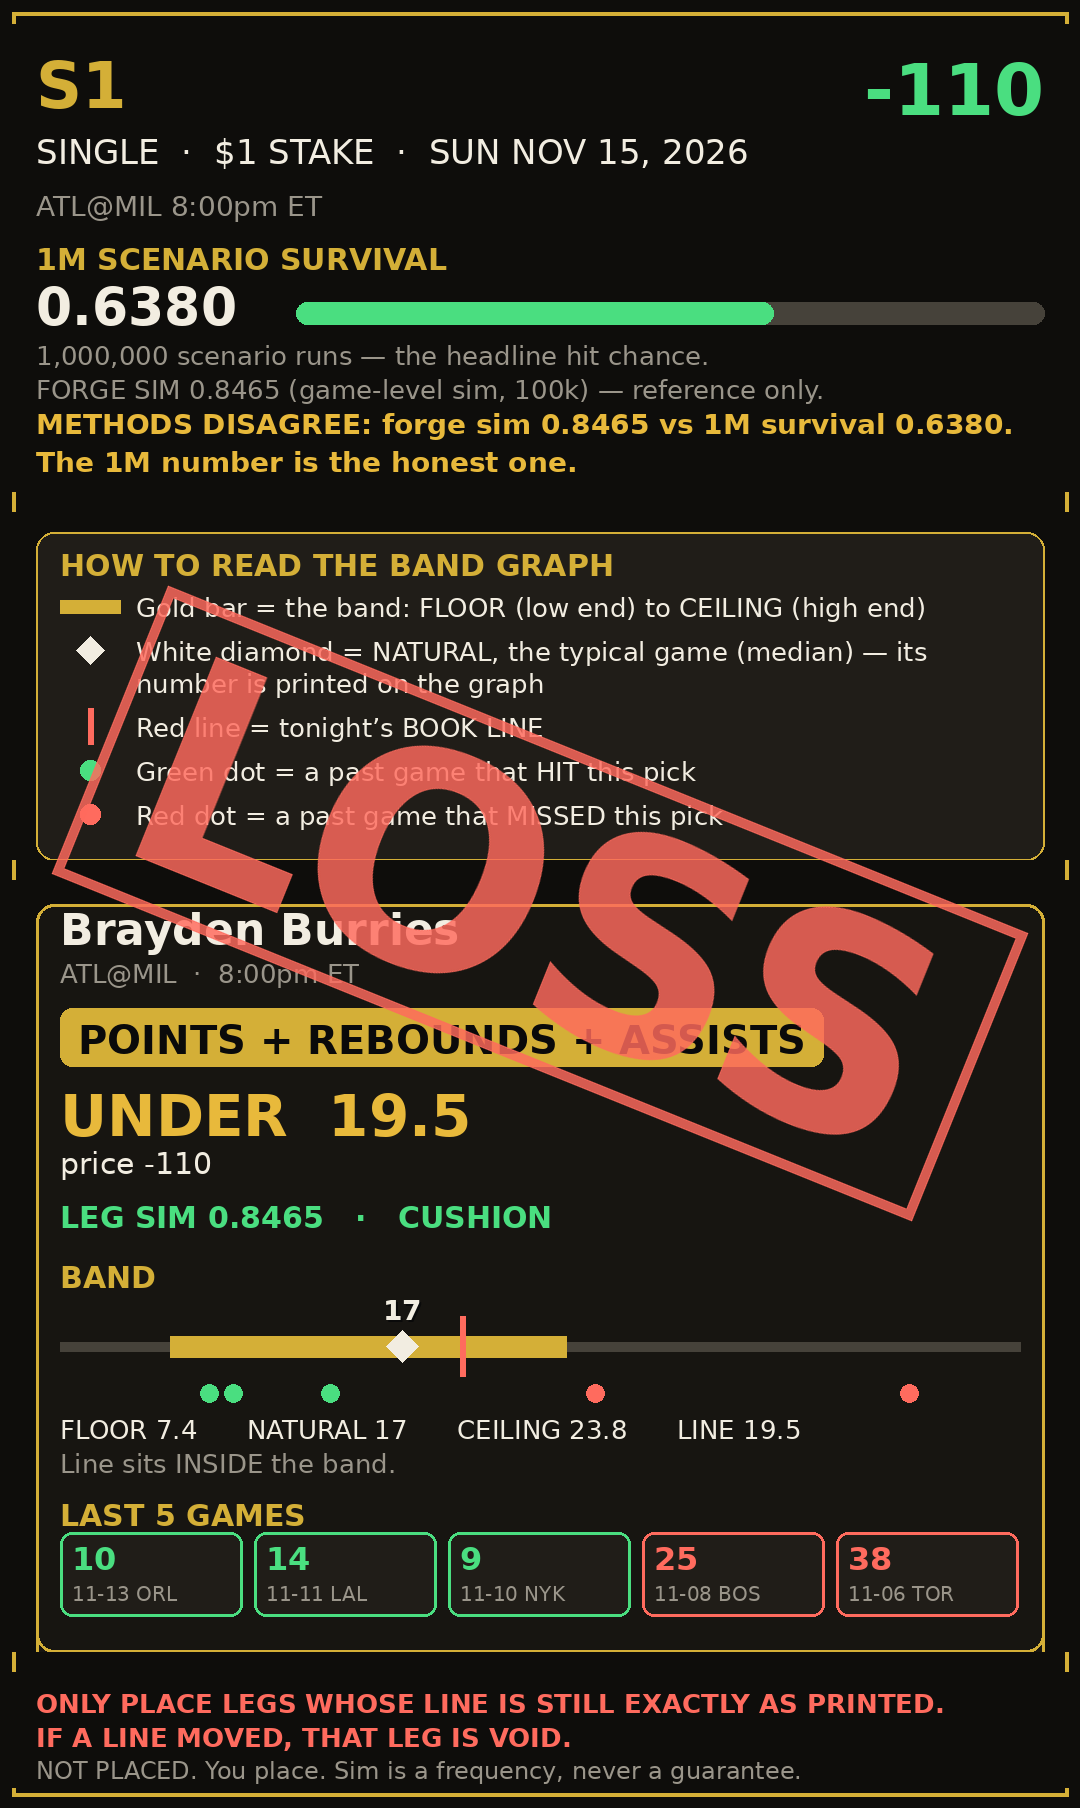 S1
-110
SINGLE · $1 STAKE · SUN NOV 15, 2026
ATL@MIL 8:00pm ET
1M SCENARIO SURVIVAL
0.6380
1,000,000 scenario runs — the headline hit chance.
FORGE SIM 0.8465 (game-level sim, 100k) — reference only.
METHODS DISAGREE: forge sim 0.8465 vs 1M survival 0.6380.
The 1M number is the honest one.
HOW TO READ THE BAND GRAPH
Gold bar = the band: FLOOR (low end) to CEILING (high end)
White diamond = NATURAL, the typical game (median) — its
number is printed on the graph
Red line = tonight’s BOOK LINE
Green dot = a past game that HIT this pick
Red dot = a past game that MISSED this pick
LOSS
Brayden Burries
ATL@MIL · 8:00pm ET
POINTS + REBOUNDS + ASSISTS
UNDER 19.5
price -110
LEG SIM 0.8465 · CUSHION
BAND
17
FLOOR 7.4 NATURAL 17 CEILING 23.8 LINE 19.5
Line sits INSIDE the band.
LAST 5 GAMES
10 14 9 25 38
11-13 ORL 11-11 LAL 11-10 NYK 11-08 BOS 11-06 TOR
ONLY PLACE LEGS WHOSE LINE IS STILL EXACTLY AS PRINTED.
IF A LINE MOVED, THAT LEG IS VOID.
NOT PLACED. You place. Sim is a frequency, never a guarantee.